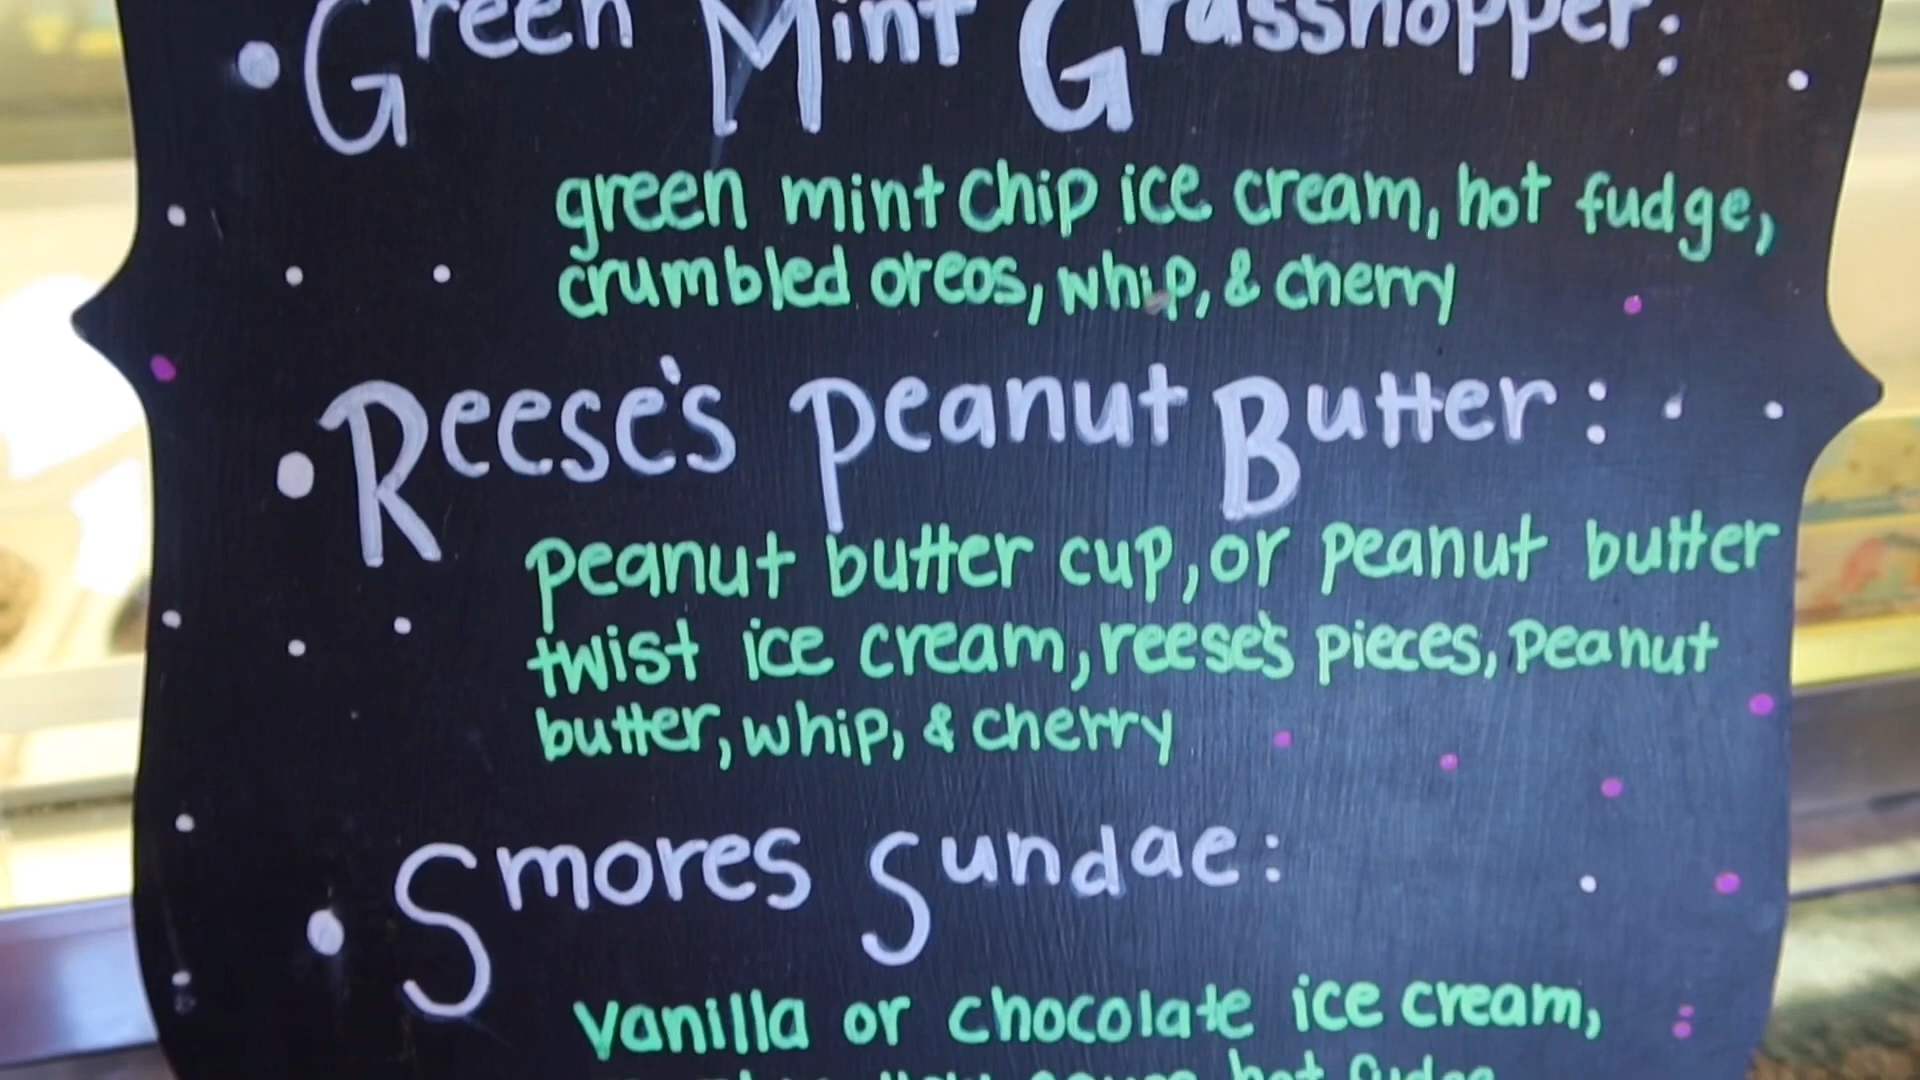 • Green Mint Grasshopper:
green mint chip ice cream, hot fudge,
crumbled oreos, whip, & cherry
• Reese's Peanut Butter:
peanut butter cup, or peanut butter
twist ice cream, reese's pieces, peanut
butter, whip, & cherry
• Smores Sundae:
vanilla or chocolate ice cream,
hot fudge